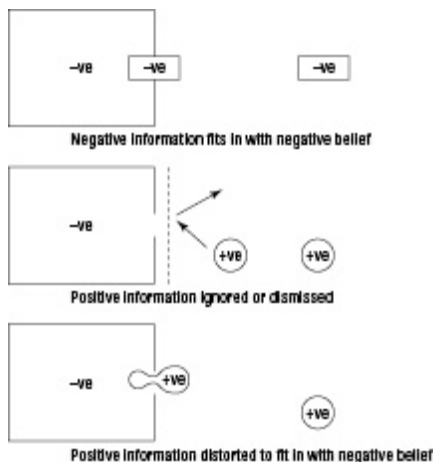 –ve –ve –ve
Negative information fits in with negative belief
–ve
+ve +ve
Positive information ignored or dismissed
–ve +ve
+ve
Positive information distorted to fit in with negative belief